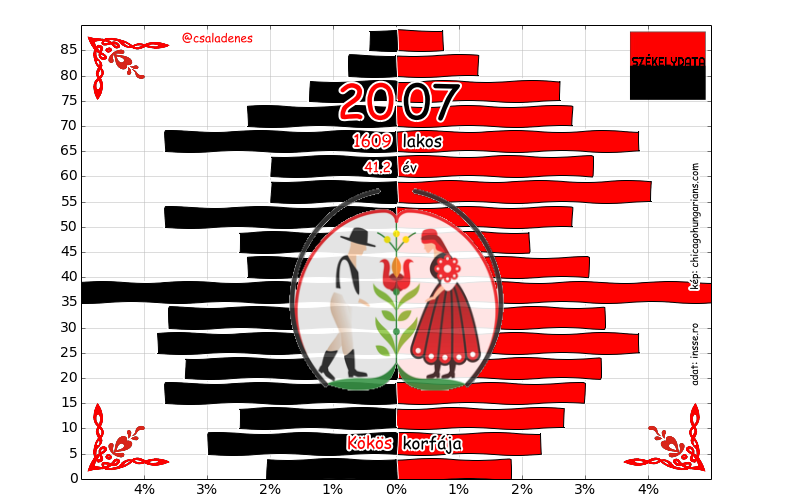 @csaladenes
SZÉKELYDATA
2007
1609 lakos
41,2 év
85
80
75
70
65
60
55
50
45
40
35
30
25
20
15
10
5
0
kép: chicagohungarians.com
adat: insse.ro
Kökös korfája
4% 3% 2% 1% 0% 1% 2% 3% 4%